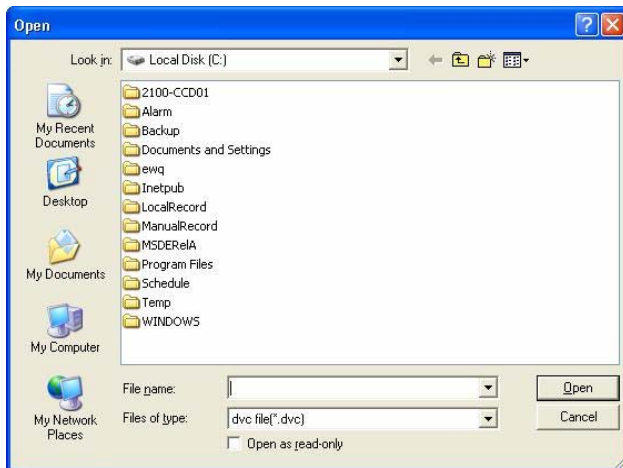 Open
Look in:
Local Disk (C:)
My Recent
Documents
Desktop
My Documents
My Computer
My Network
Places
2100-CCD01
Alarm
Backup
Documents and Settings
ewq
Inetpub
LocalRecord
ManualRecord
MSDERelA
Program Files
Schedule
Temp
WINDOWS
File name:
Open
Files of type:
dvc file(*.dvc)
Cancel
Open as read-only